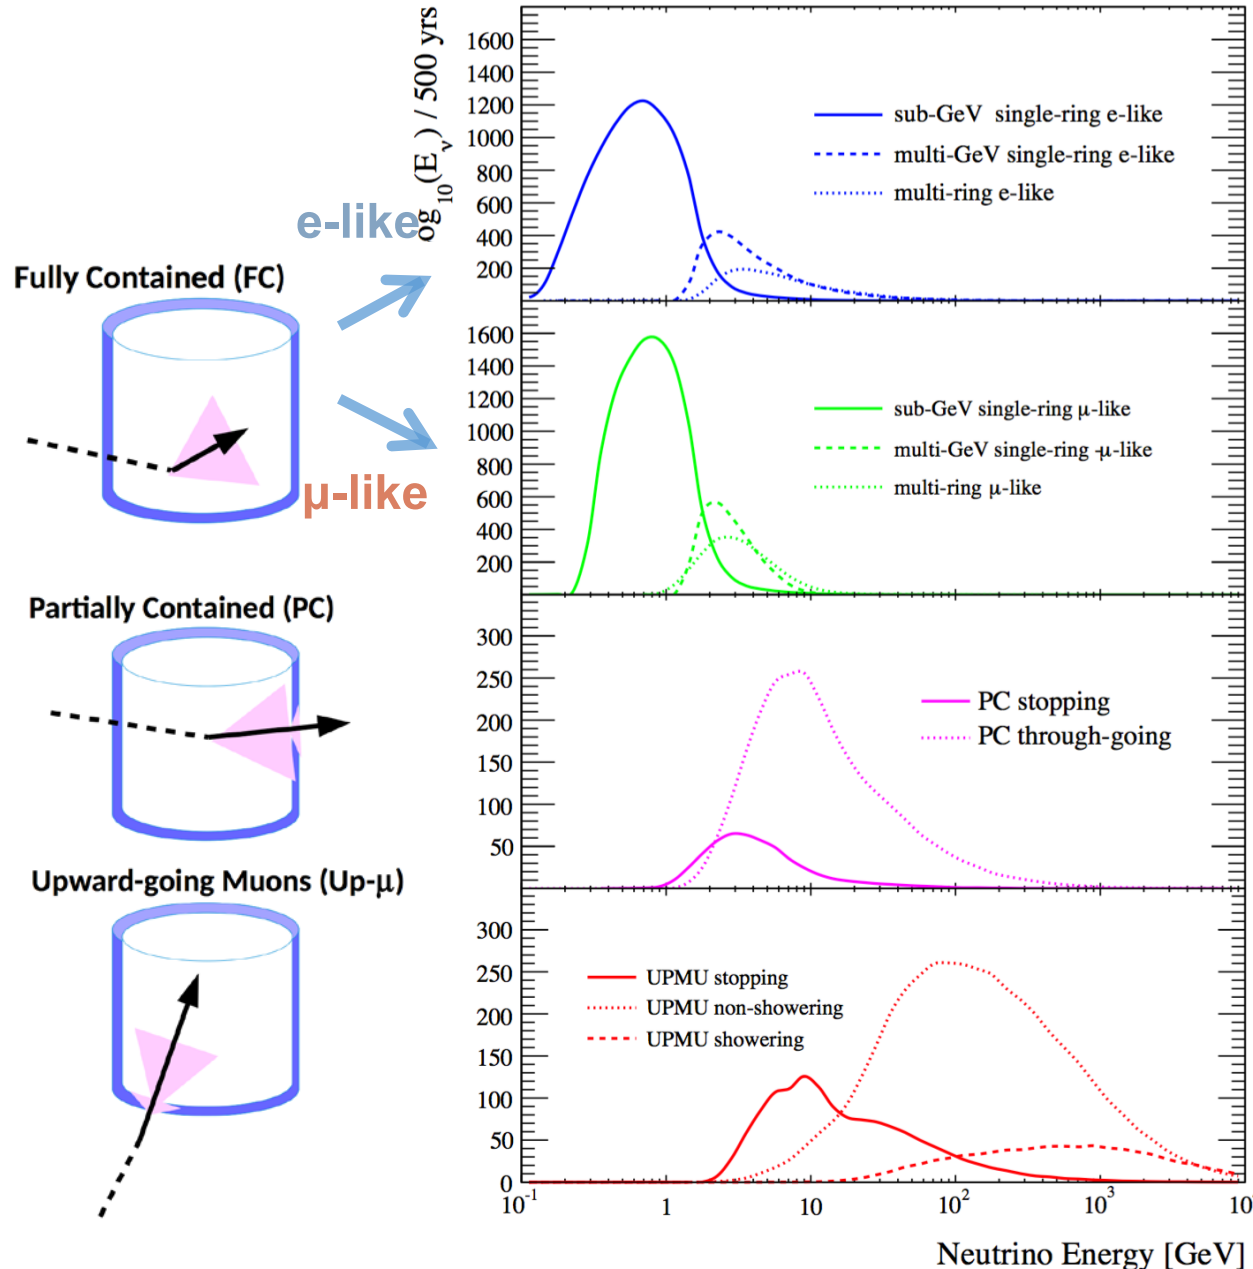 Fully Contained (FC)
e-like
μ-like
Partially Contained (PC)
Upward-going Muons (Up-μ)
og10(Eν) / 500 yrs
1600
1400
1200
1000
800
600
400
200
sub-GeV single-ring e-like
multi-GeV single-ring e-like
multi-ring e-like
1600
1400
1200
1000
800
600
400
200
sub-GeV single-ring μ-like
multi-GeV single-ring -μ-like
multi-ring μ-like
300
250
200
150
100
50
PC stopping
PC through-going
300
250
200
150
100
50
0
UPMU stopping
UPMU non-showering
UPMU showering
10-1 1 10 102 103 10
Neutrino Energy [GeV]